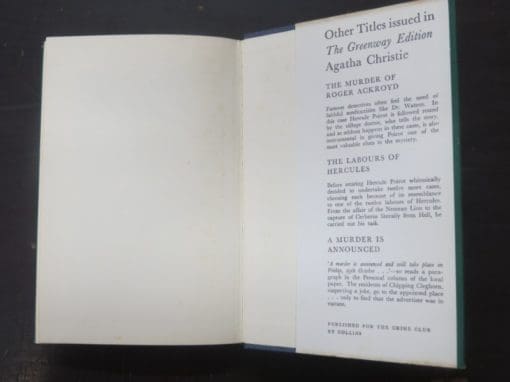 Other Titles issued in
The Greenway Edition
Agatha Christie
THE MURDER OF
ROGER ACKROYD
Famous detectives often feel the need of
faithful mediocrities like Dr. Watson. In
this case Hercule Poirot is followed round
by the village doctor, who tells the story,
and as seldom happens in these cases, is also
instrumental in giving Poirot one of the
most valuable clues to the mystery.
THE LABOURS OF
HERCULES
Before retiring Hercule Poirot whimsically
decided to undertake twelve more cases,
choosing each because of its resemblance
to one of the twelve labours of Hercules.
From the affair of the Nemean Lion to the
capture of Cerberus literally from Hell, he
carried out his task.
A MURDER IS
ANNOUNCED
'A murder is announced and will take place on
Friday, October . . .'—so reads a para-
graph in the Personal column of the local
paper. The residents of Chipping Cleghorn,
suspecting a joke, go to the appointed place
. . . only to find that the advertiser was in
earnest.
PUBLISHED FOR THE CRIME CLUB
BY COLLINS